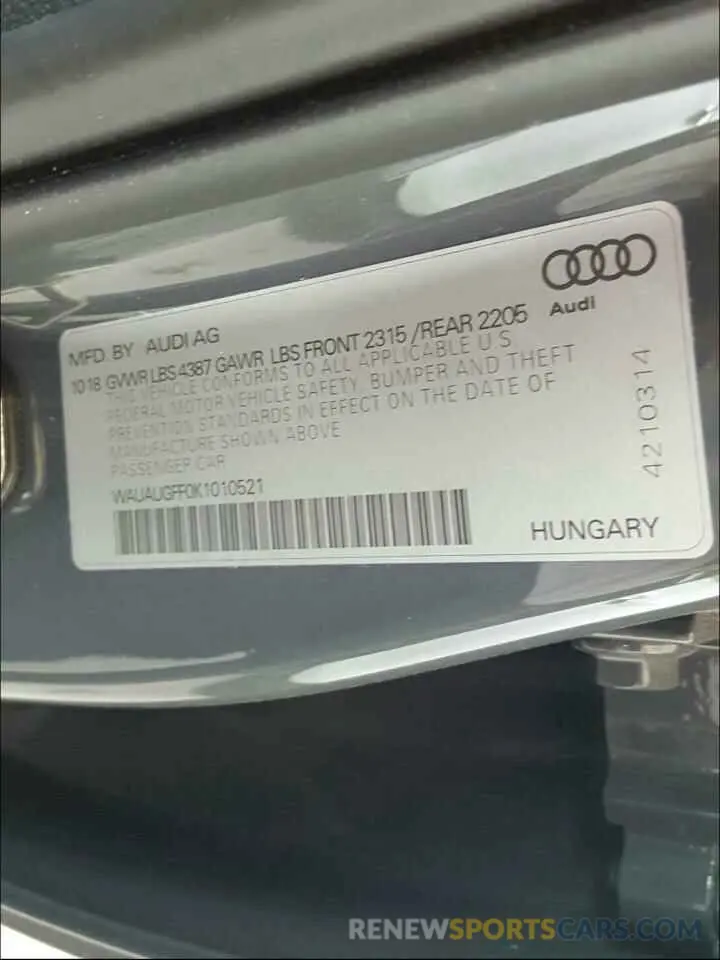 Audi
MFD. BY AUDI AG
1018 GVWR LBS 4387 GAWR LBS FRONT 2315 /REAR 2205
THIS VEHICLE CONFORMS TO ALL APPLICABLE U.S.
FEDERAL MOTOR VEHICLE SAFETY, BUMPER AND THEFT
PREVENTION STANDARDS IN EFFECT ON THE DATE OF
MANUFACTURE SHOWN ABOVE
PASSENGER CAR
WAUAUGFF0K1010521
HUNGARY
4210314
RENEWSPORTSCARS.COM